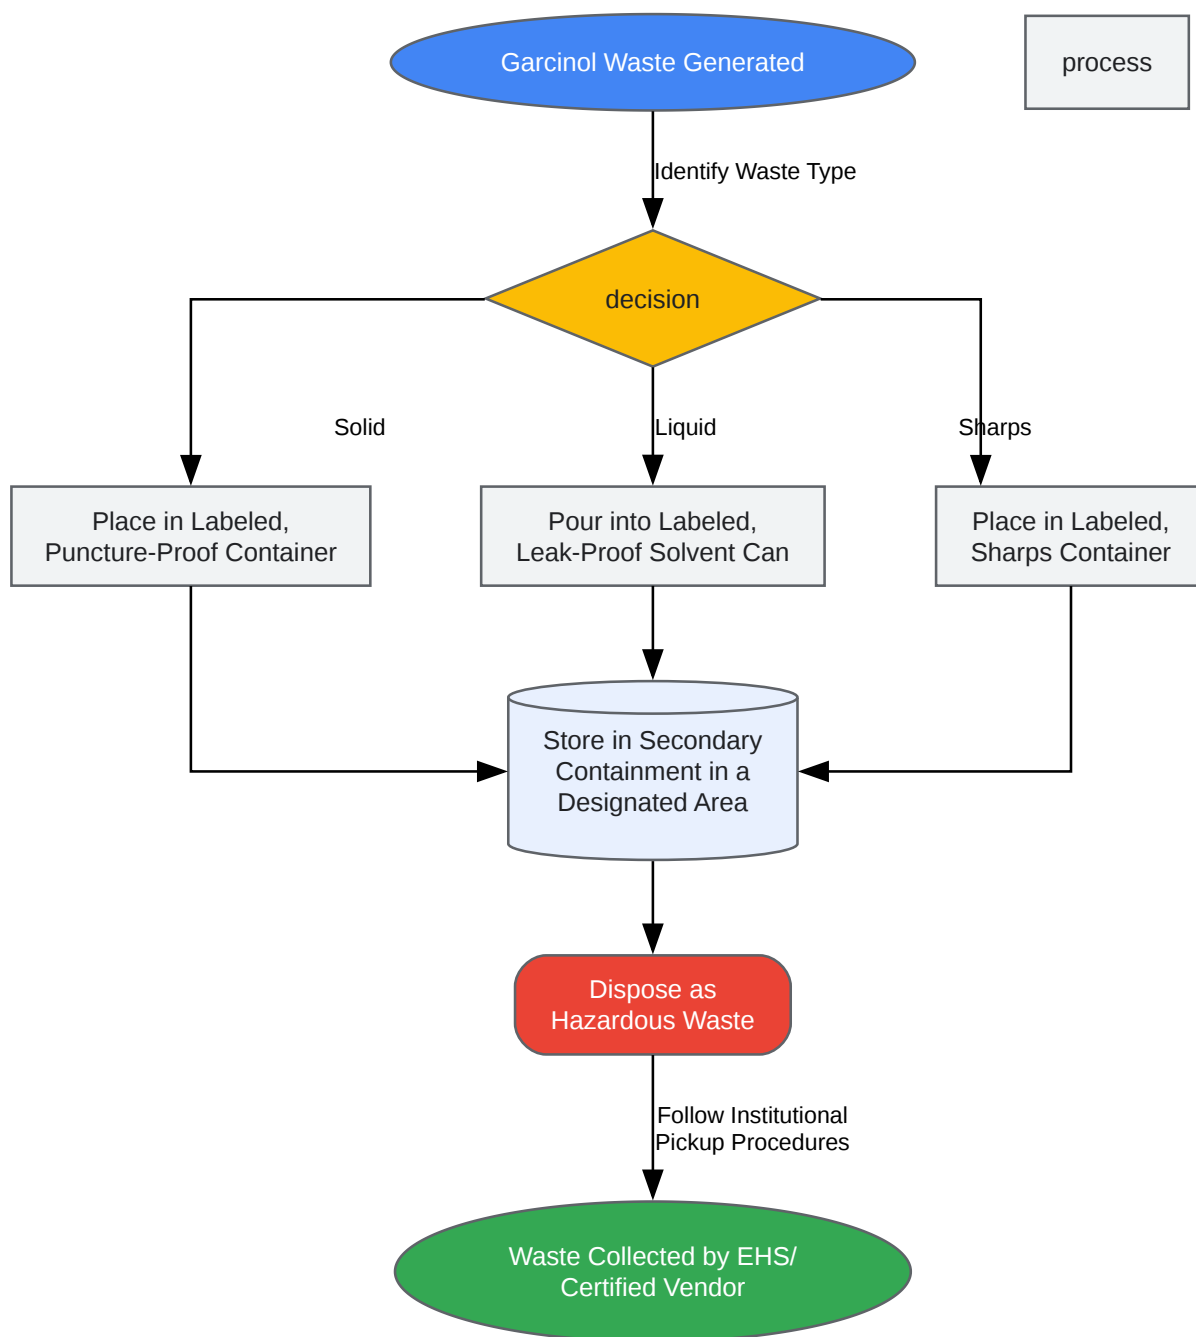 Garcinol Waste Generated
process
Identify Waste Type
decision
Solid
Liquid
Sharps
Place in Labeled,
Puncture-Proof Container
Pour into Labeled,
Leak-Proof Solvent Can
Place in Labeled,
Sharps Container
Store in Secondary
Containment in a
Designated Area
Dispose as
Hazardous Waste
Follow Institutional
Pickup Procedures
Waste Collected by EHS/
Certified Vendor